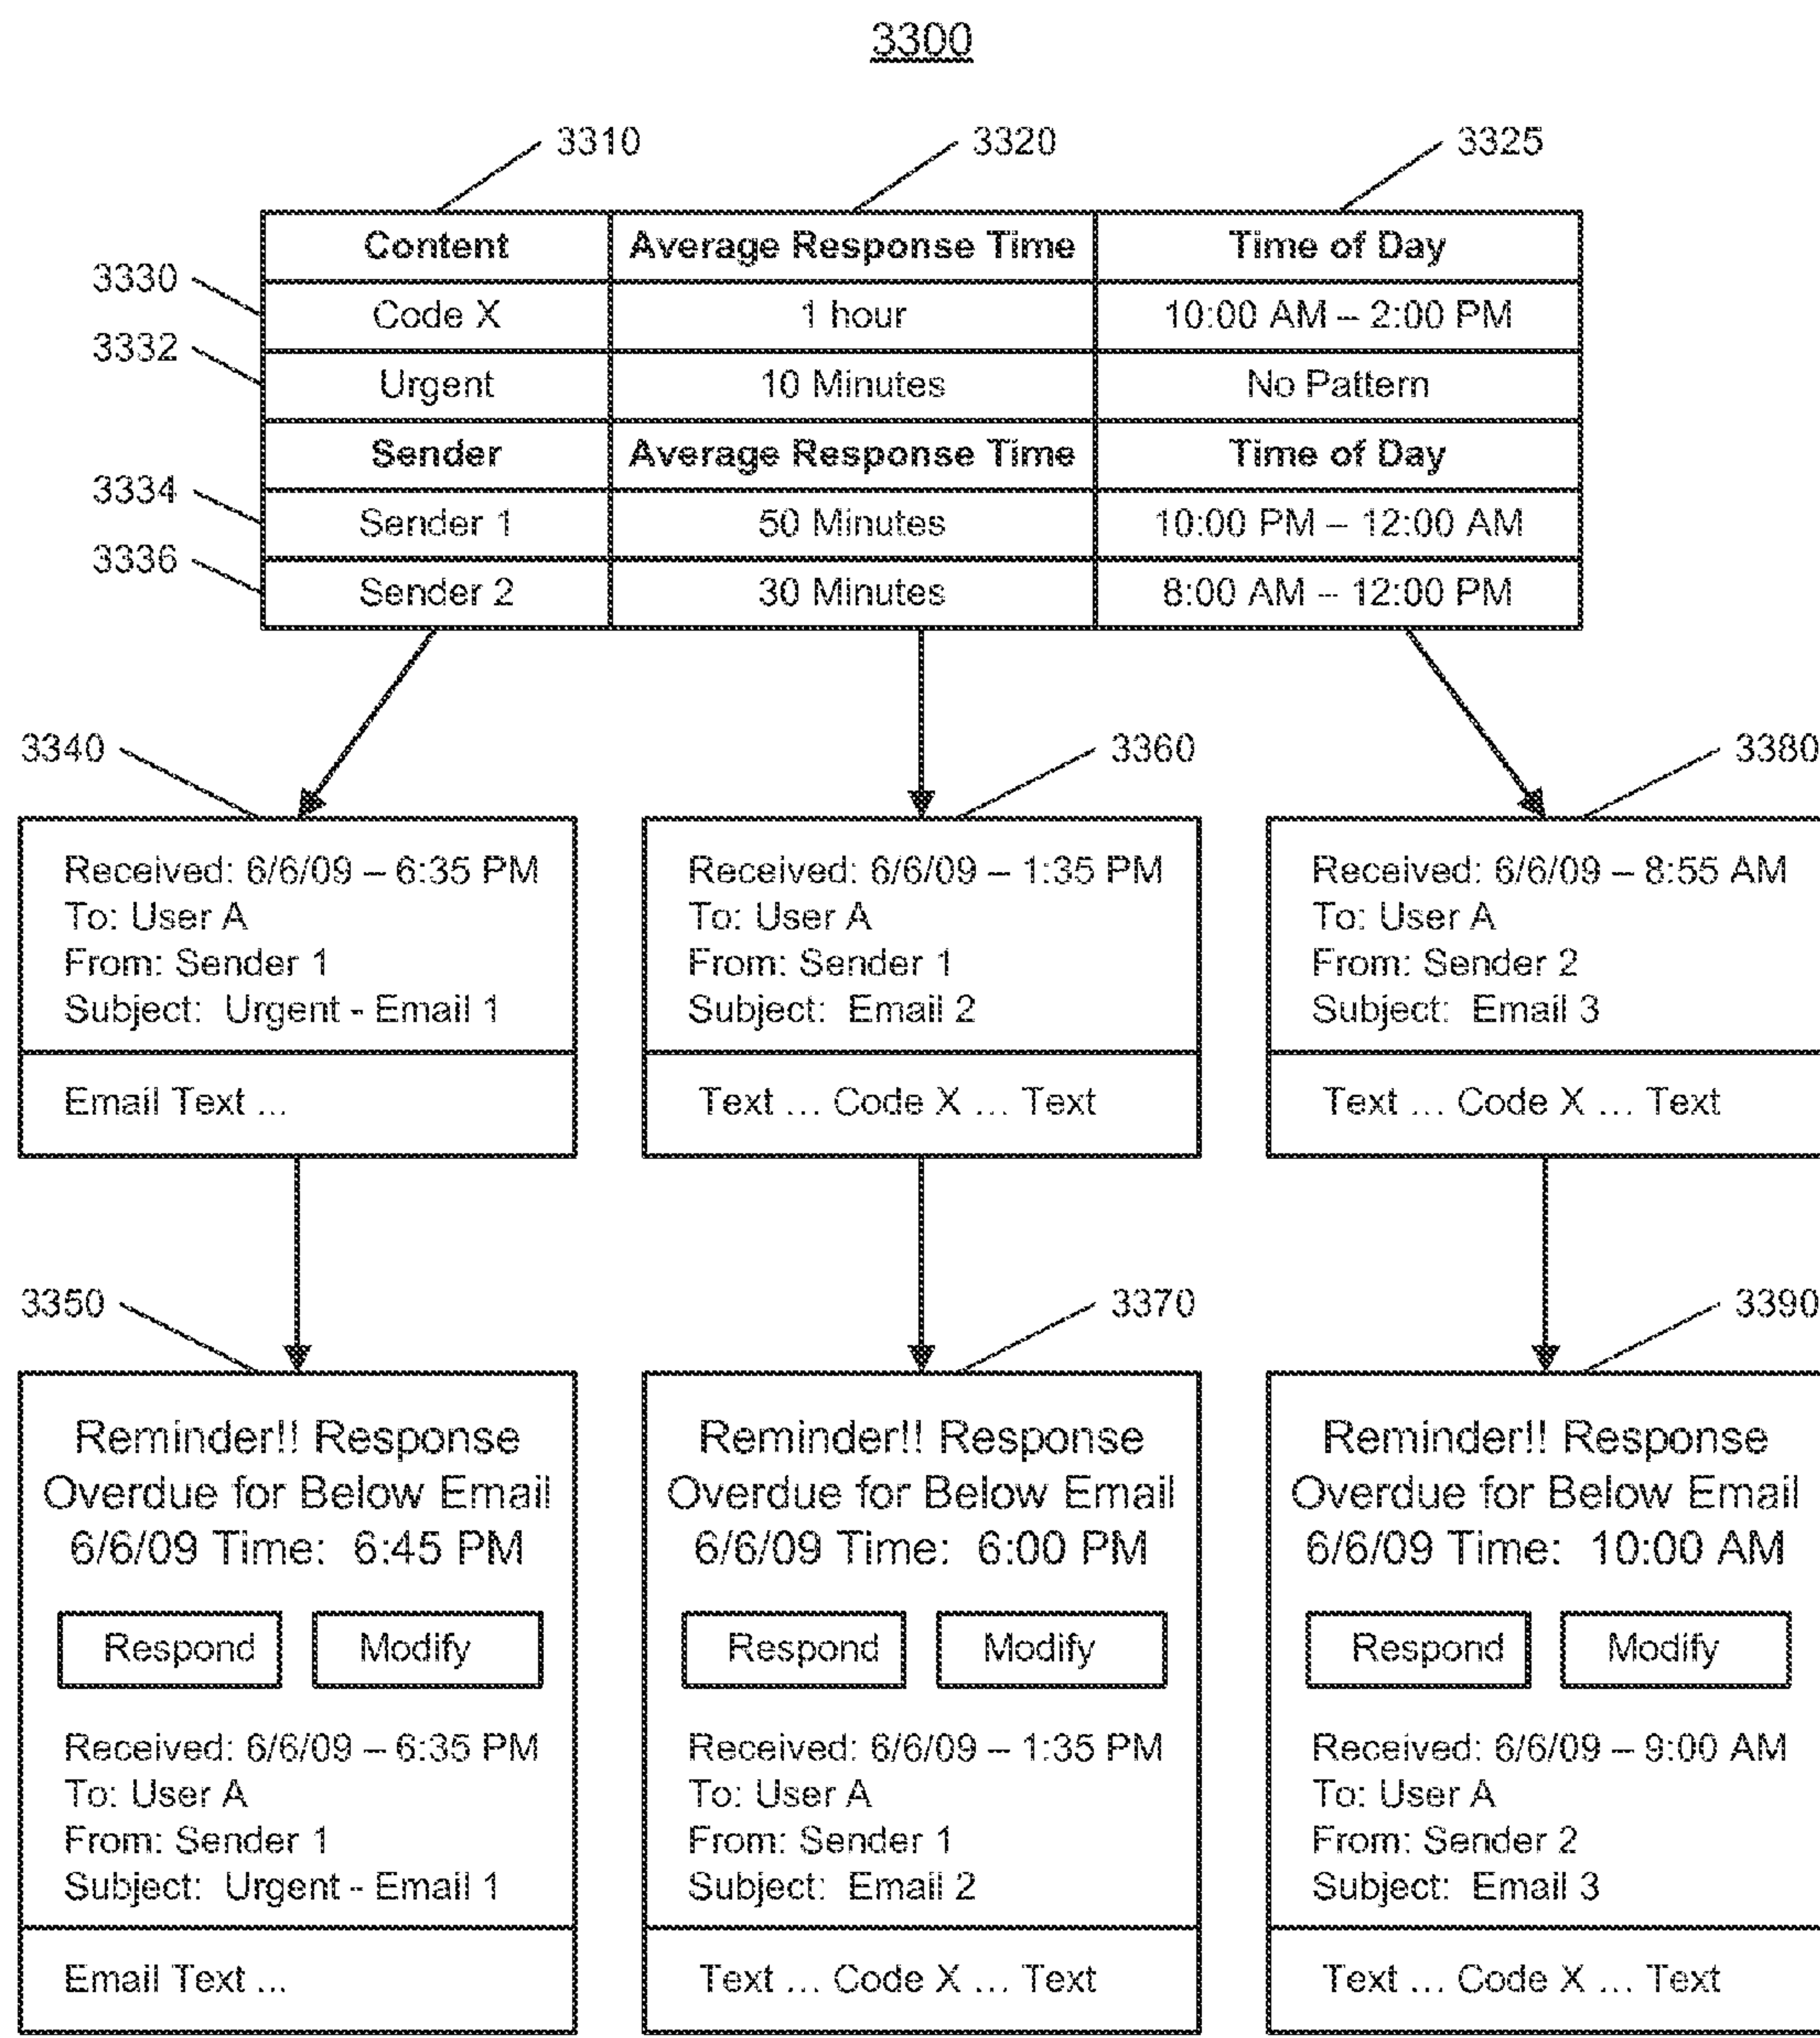 3300
3310 3320 3325
Content Average Response Time Time of Day
3330 Code X 1 hour 10:00 AM – 2:00 PM
3332 Urgent 10 Minutes No Pattern
Sender Average Response Time Time of Day
3334 Sender 1 50 Minutes 10:00 PM – 12:00 AM
3336 Sender 2 30 Minutes 8:00 AM – 12:00 PM
3340
Received: 6/6/09 – 6:35 PM
To: User A
From: Sender 1
Subject: Urgent - Email 1
Email Text ...
3360
Received: 6/6/09 – 1:35 PM
To: User A
From: Sender 1
Subject: Email 2
Text ... Code X ... Text
3380
Received: 6/6/09 – 8:55 AM
To: User A
From: Sender 2
Subject: Email 3
Text ... Code X ... Text
3350
Reminder!! Response
Overdue for Below Email
6/6/09 Time: 6:45 PM
Respond Modify
Received: 6/6/09 – 6:35 PM
To: User A
From: Sender 1
Subject: Urgent - Email 1
Email Text ...
3370
Reminder!! Response
Overdue for Below Email
6/6/09 Time: 6:00 PM
Respond Modify
Received: 6/6/09 – 1:35 PM
To: User A
From: Sender 1
Subject: Email 2
Text ... Code X ... Text
3390
Reminder!! Response
Overdue for Below Email
6/6/09 Time: 10:00 AM
Respond Modify
Received: 6/6/09 – 9:00 AM
To: User A
From: Sender 2
Subject: Email 3
Text ... Code X ... Text